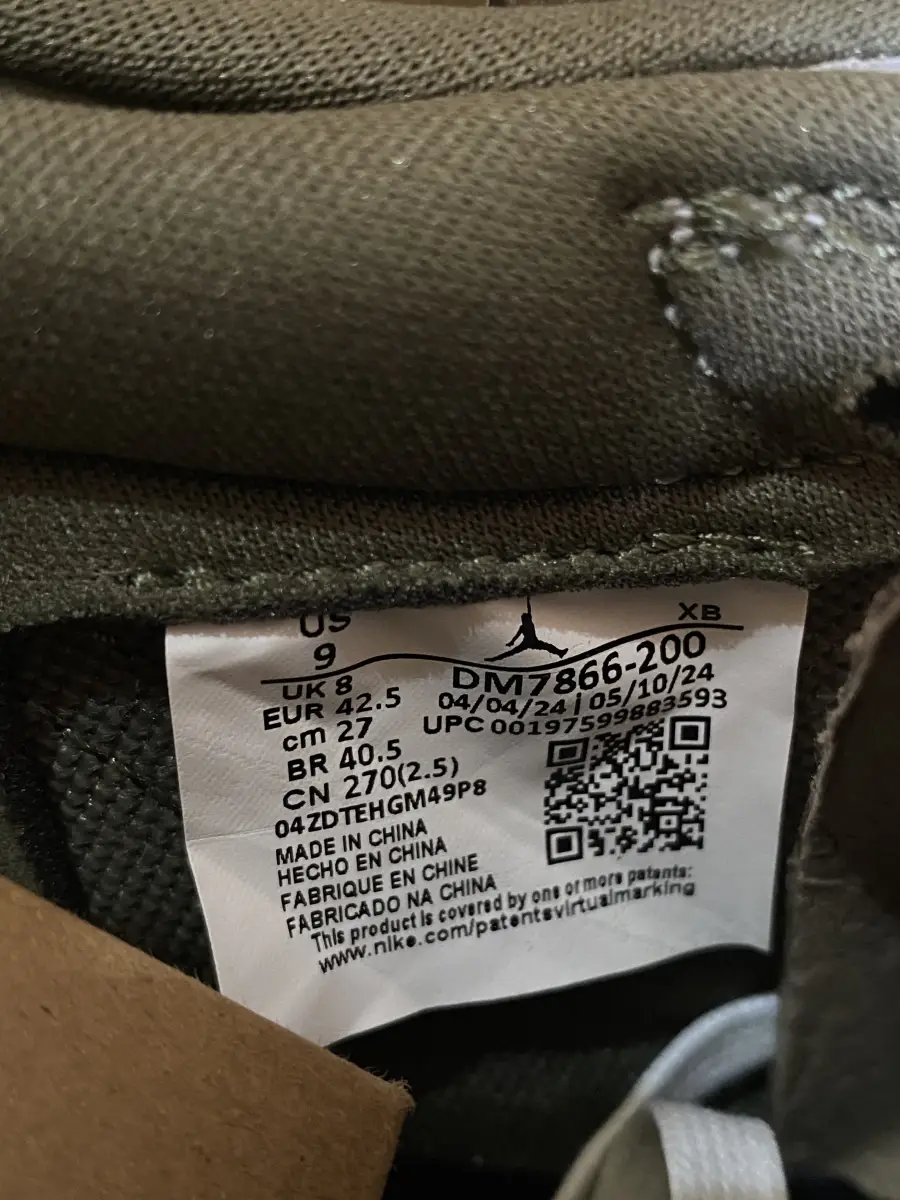 US
9
XB
UK 8
EUR 42.5
cm 27
BR 40.5
CN 270(2.5)
04ZDTEHGM49P8
DM7866-200
04/04/24 | 05/10/24
UPC 00197599883593
MADE IN CHINA
HECHO EN CHINA
FABRIQUE EN CHINE
FABRICADO NA CHINA
This product is covered by one or more patents:
www.nike.com/patentsvirtualmarking